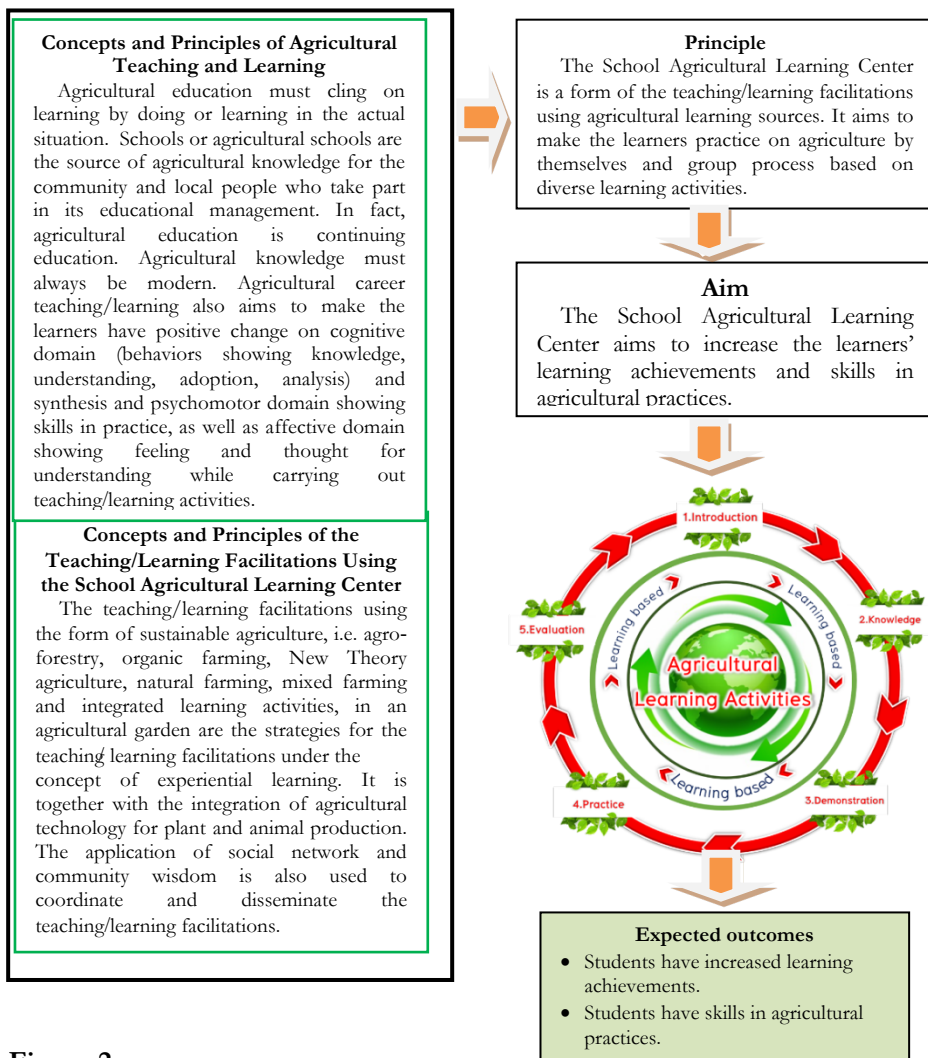 Concepts and Principles of Agricultural
Teaching and Learning
Agricultural education must cling on
learning by doing or learning in the actual
situation. Schools or agricultural schools are
the source of agricultural knowledge for the
community and local people who take part
in its educational management. In fact,
agricultural education is continuing
education. Agricultural knowledge must
always be modern. Agricultural career
teaching/learning also aims to make the
learners have positive change on cognitive
domain (behaviors showing knowledge,
understanding, adoption, analysis) and
synthesis and psychomotor domain showing
skills in practice, as well as affective domain
showing feeling and thought for
understanding while carrying out
teaching/learning activities.
Concepts and Principles of the
Teaching/Learning Facilitations Using
the School Agricultural Learning Center
The teaching/learning facilitations using
the form of sustainable agriculture, i.e. agro-
forestry, organic farming, New Theory
agriculture, natural farming, mixed farming
and integrated learning activities, in an
agricultural garden are the strategies for the
teaching/ learning facilitations under the
concept of experiential learning. It is
together with the integration of agricultural
technology for plant and animal production.
The application of social network and
community wisdom is also used to
coordinate and disseminate the
teaching/learning facilitations.
Principle
The School Agricultural Learning Center
is a form of the teaching/learning facilitations
using agricultural learning sources. It aims to
make the learners practice on agriculture by
themselves and group process based on
diverse learning activities.
Aim
The School Agricultural Learning
Center aims to increase the learners'
learning achievements and skills in
agricultural practices.
1.Introduction
2.Knowledge
3.Demonstration
4.Practice
5.Evaluation
Learning based
Learning based
Learning based
Agricultural
Learning Activities
Expected outcomes
• Students have increased learning
achievements.
• Students have skills in agricultural
practices.